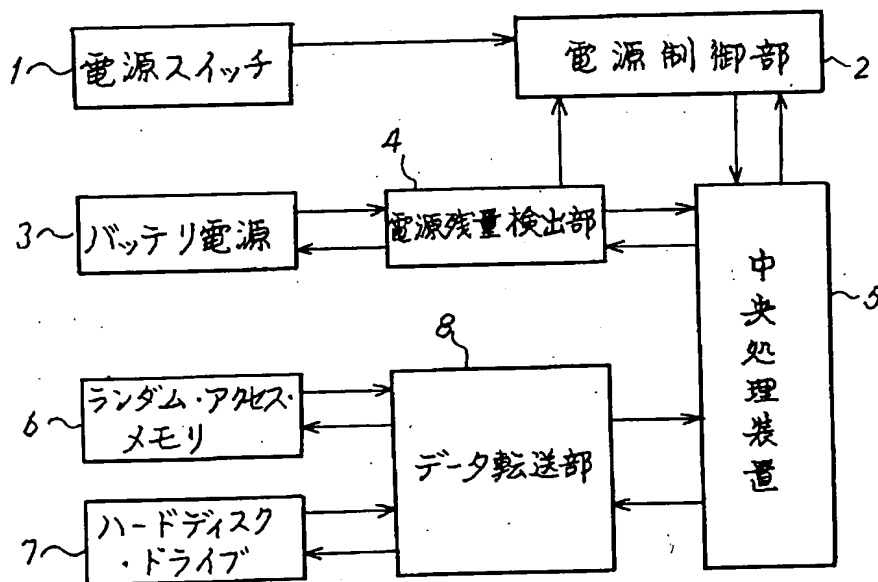 1
電源スイッチ
電源制御部
2
3
バッテリ電源
4
電源残量検出部
中央処理装置
5
6
ランダム・アクセス・
メモリ
8
データ転送部
7
ハードディスク
・ドライブ